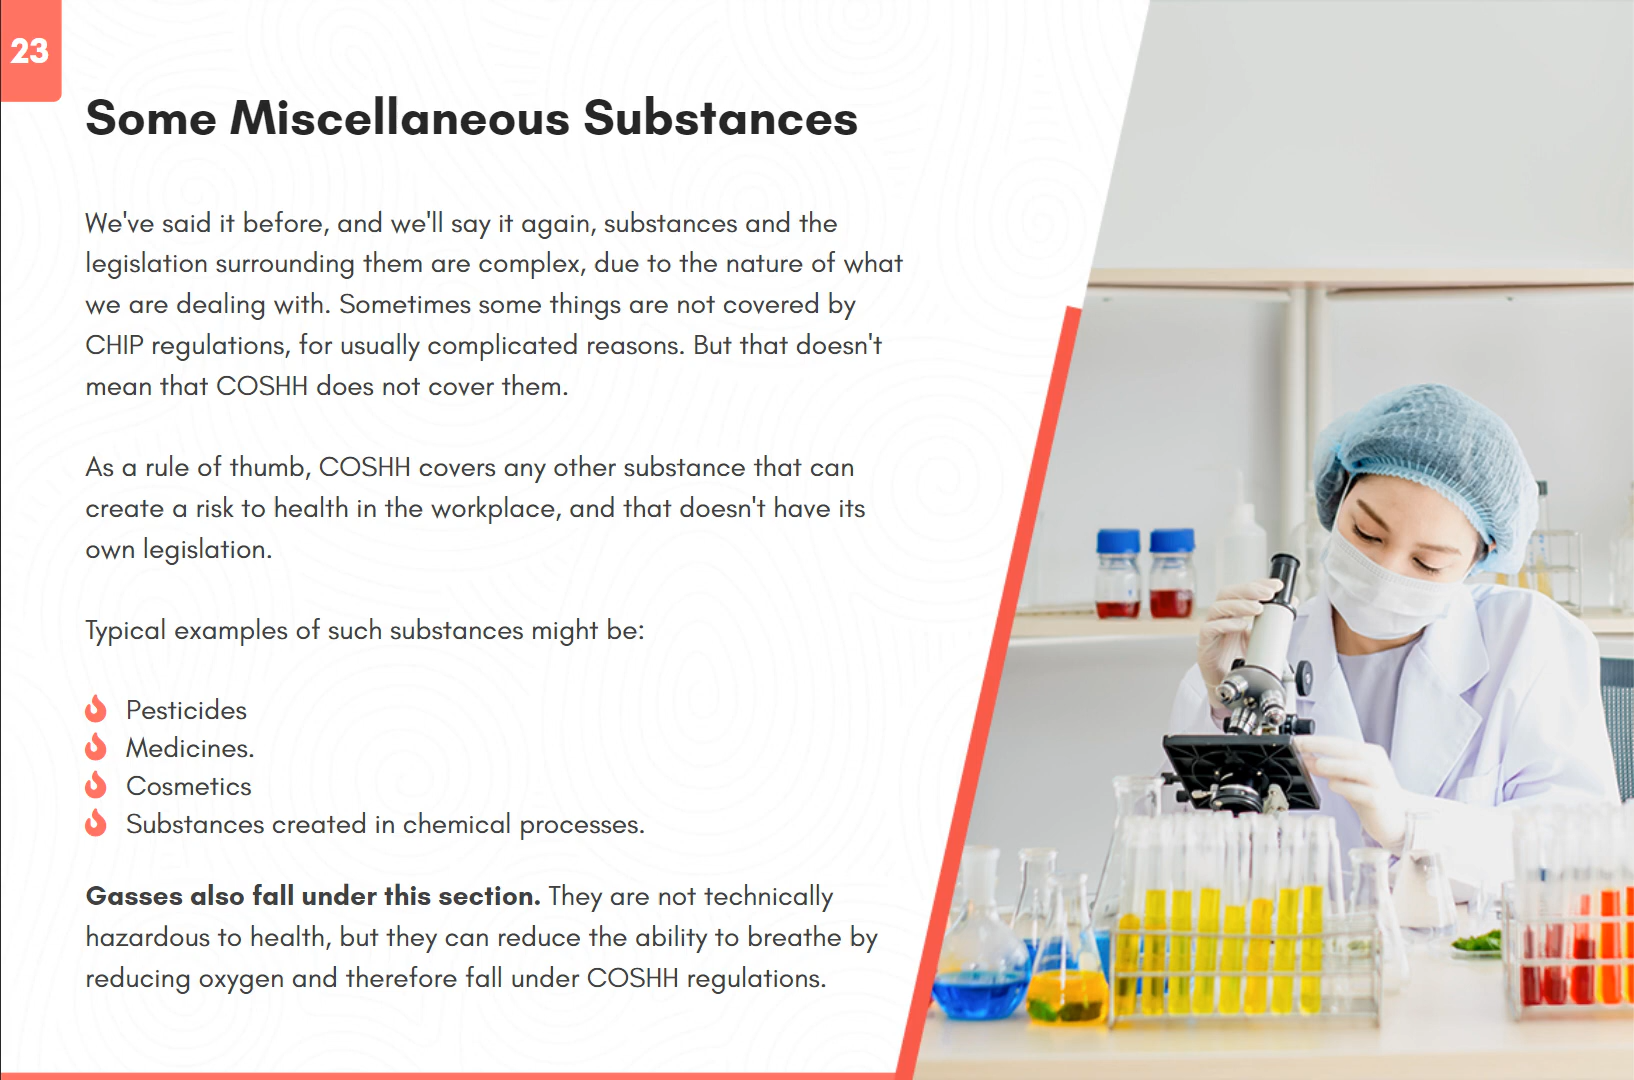 23
Some Miscellaneous Substances
We've said it before, and we'll say it again, substances and the
legislation surrounding them are complex, due to the nature of what
we are dealing with. Sometimes some things are not covered by
CHIP regulations, for usually complicated reasons. But that doesn't
mean that COSHH does not cover them.
As a rule of thumb, COSHH covers any other substance that can
create a risk to health in the workplace, and that doesn't have its
own legislation.
Typical examples of such substances might be:
Pesticides
Medicines.
Cosmetics
Substances created in chemical processes.
Gasses also fall under this section. They are not technically
hazardous to health, but they can reduce the ability to breathe by
reducing oxygen and therefore fall under COSHH regulations.